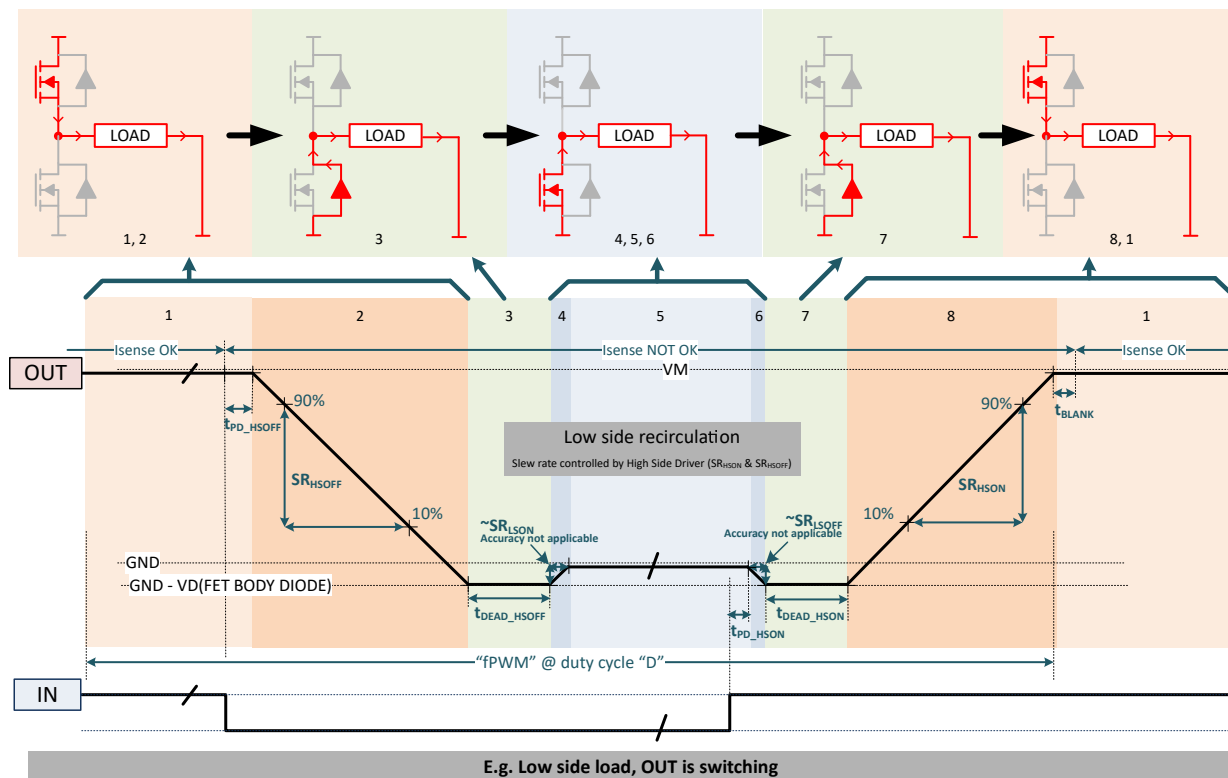 LOAD LOAD LOAD LOAD LOAD
1, 2 3 4, 5, 6 7 8, 1
1 2 3 4 5 6 7 8 1
Isense OK Isense NOT OK Isense OK
OUT VM
90% 90%
tPD_HSOFF tBLANK
Low side recirculation
Slew rate controlled by High Side Driver (SRHSON & SRHSOFF)
SRHSOFF SRHSON
10% 10%
~SRLSON ~SRLSOFF
Accuracy not applicable Accuracy not applicable
GND
GND - VD(FET BODY DIODE)
tDEAD_HSOFF tDEAD_HSON
tPD_HSON
“fPWM” @ duty cycle “D”
IN
E.g. Low side load, OUT is switching